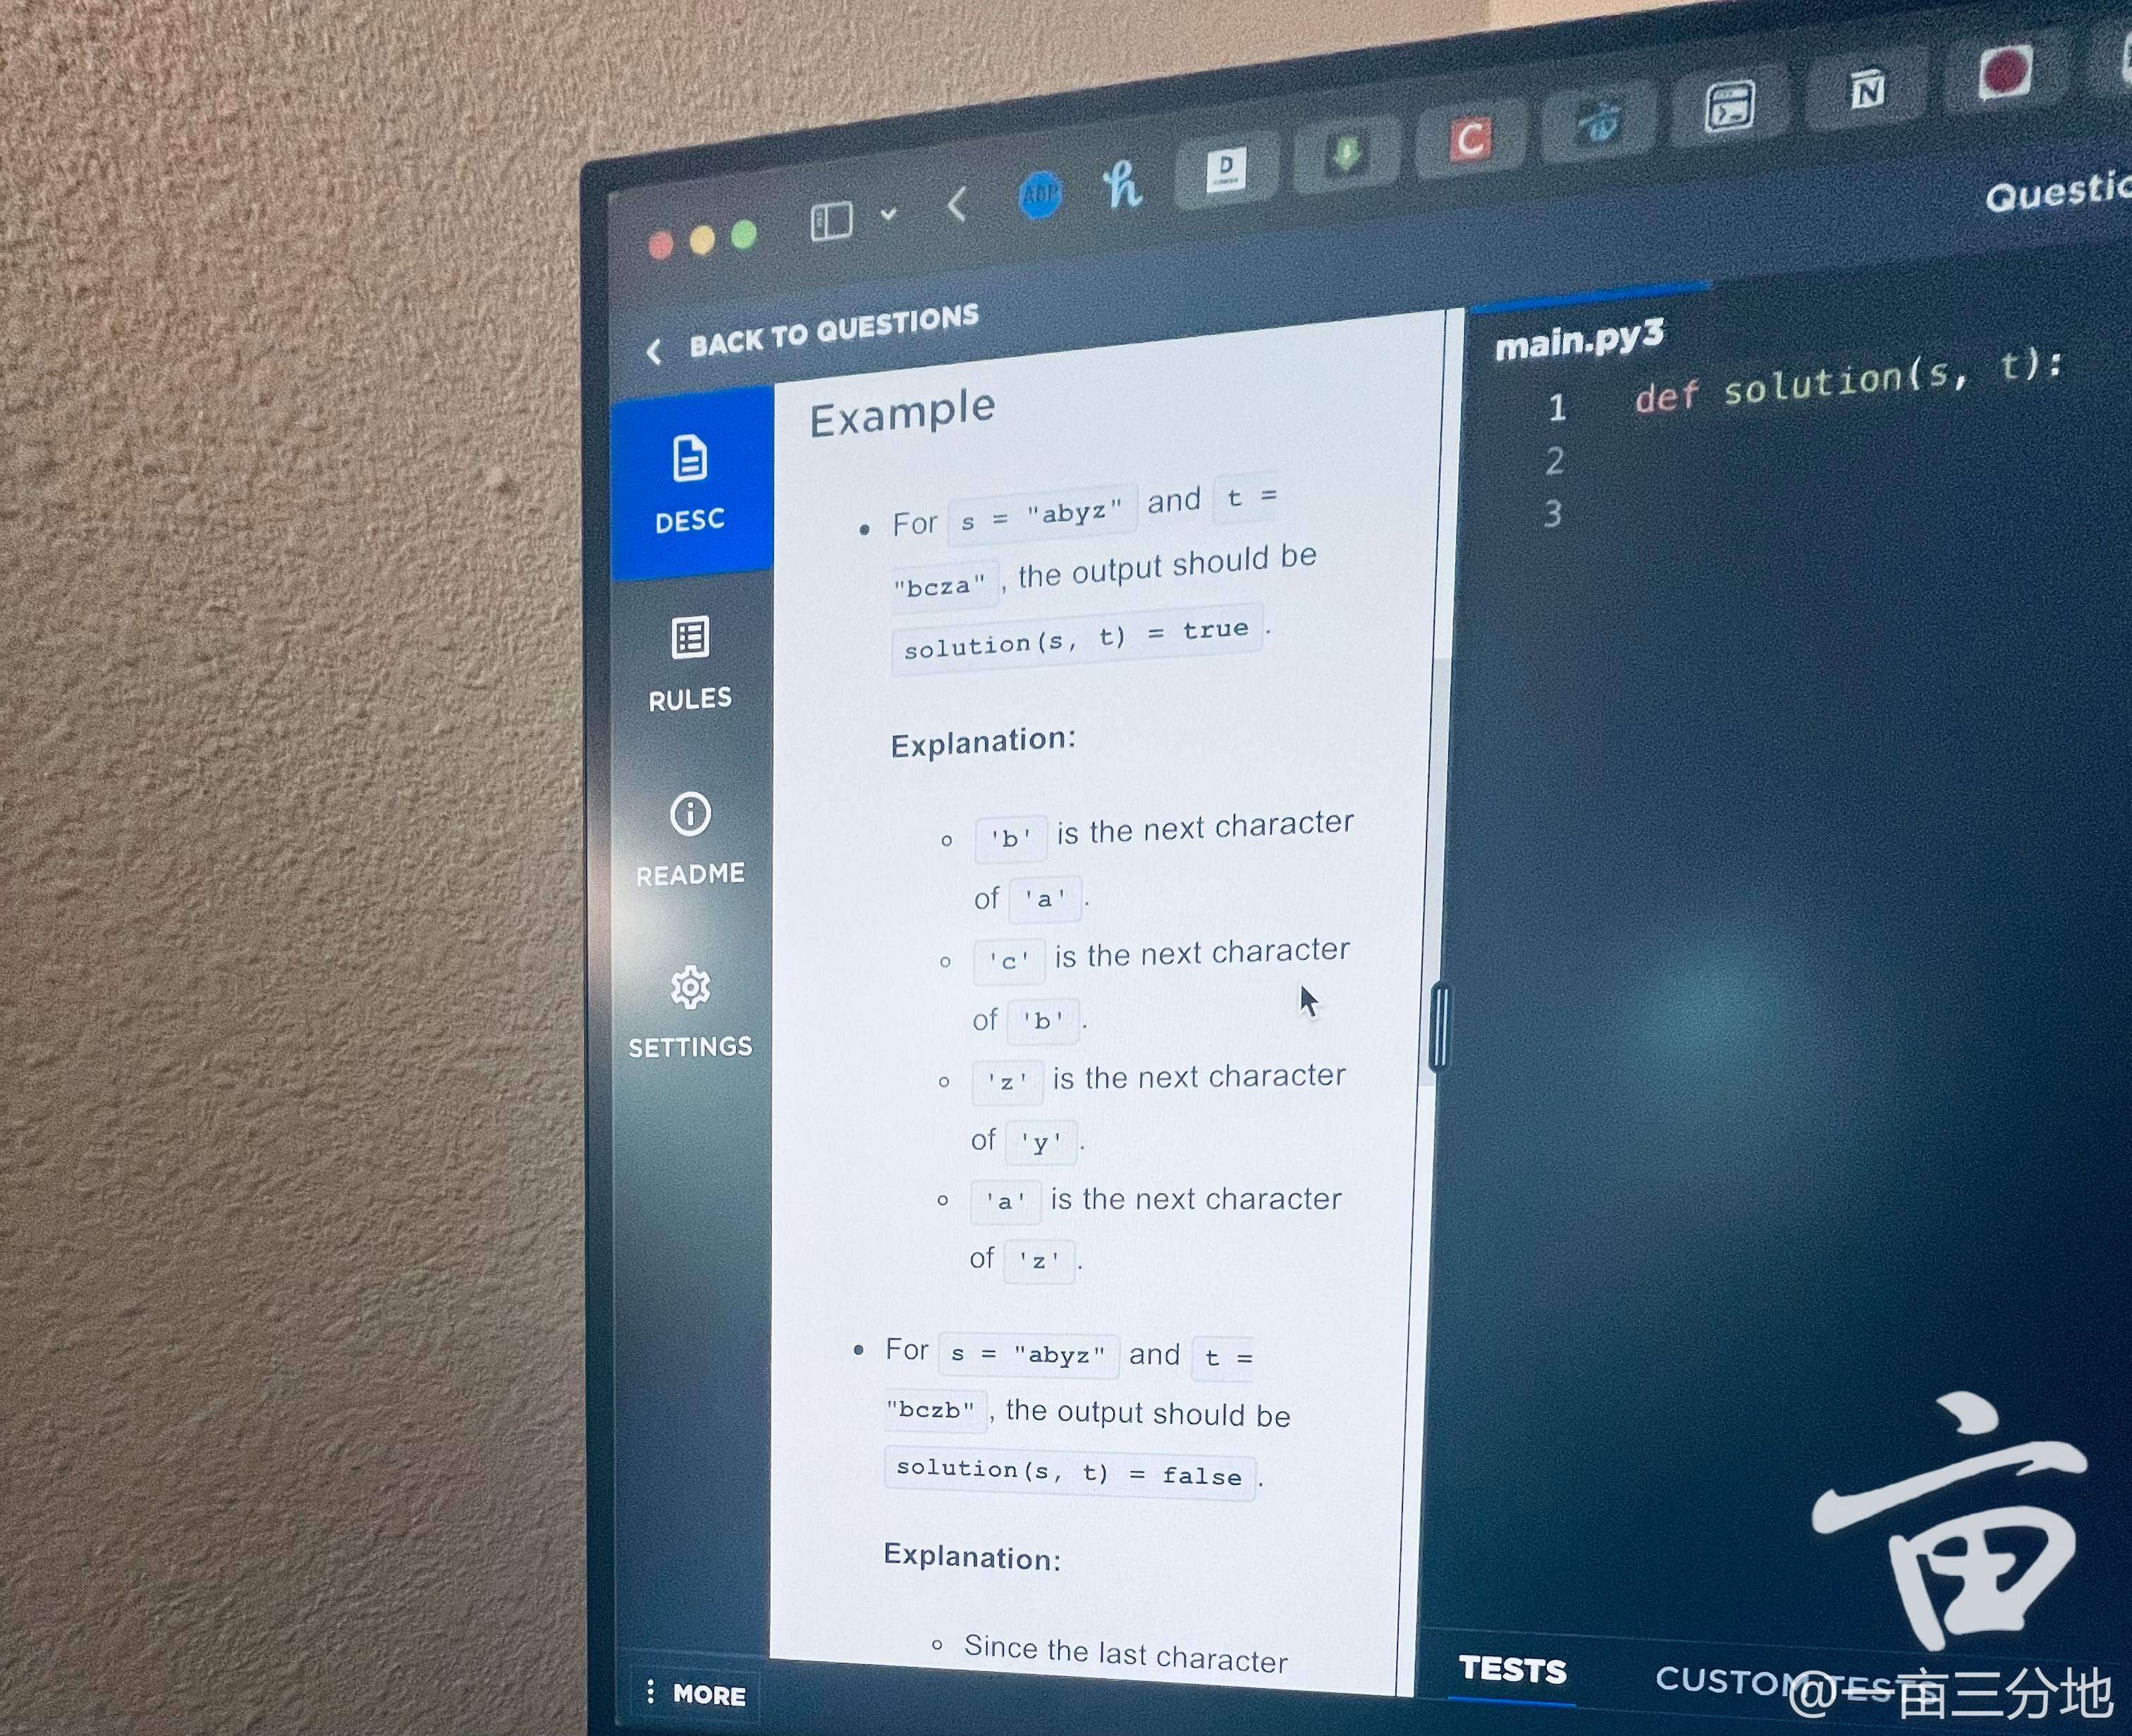 ABP
h
D
C
N
Questio
BACK TO QUESTIONS
DESC
RULES
README
SETTINGS
MORE
Example
For s = "abyz" and t =
"bcza" , the output should be
solution(s, t) = true .
Explanation:
'b' is the next character
of 'a' .
'c' is the next character
of 'b' .
'z' is the next character
of 'y' .
'a' is the next character
of 'z' .
For s = "abyz" and t =
"bczb" , the output should be
solution(s, t) = false .
Explanation:
Since the last character
main.py3
1 def solution(s, t):
2
3
TESTS
CUSTOM TESTS
亩
@一亩三分地